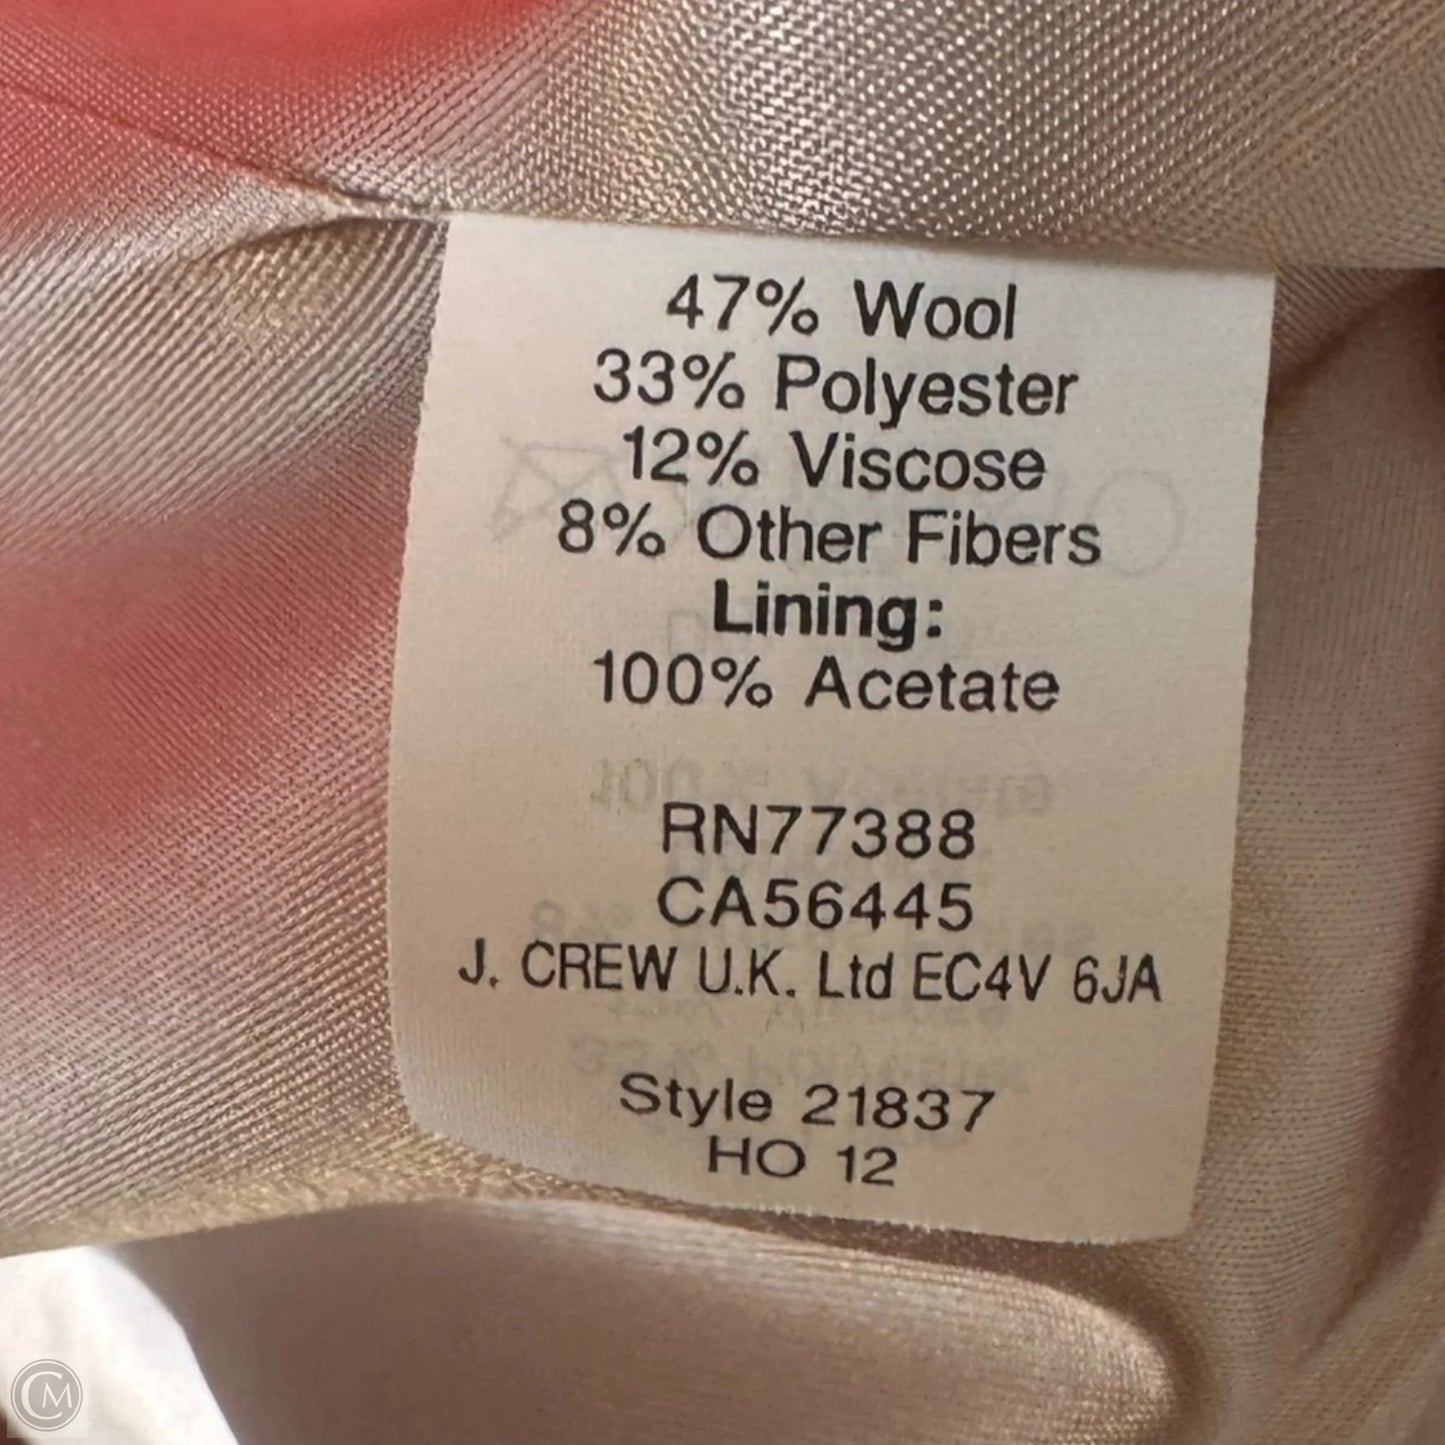 47% Wool
33% Polyester
12% Viscose
8% Other Fibers
Lining:
100% Acetate
RN77388
CA56445
J. CREW U.K. Ltd EC4V 6JA
Style 21837
HO 12
CM